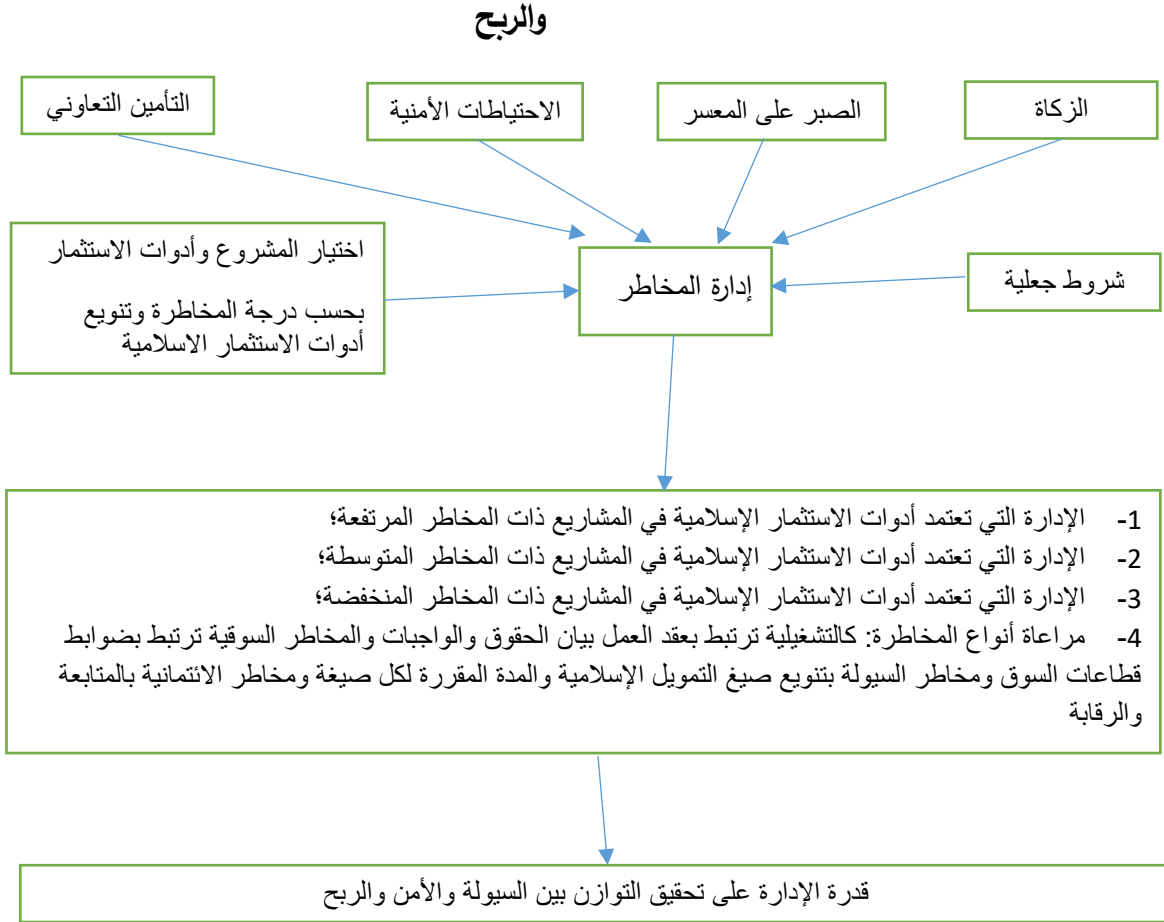 والربح
الزكاة
الصبر على المعسر
الاحتياطات الأمنية
التأمين التعاوني
شروط جعلية
إدارة المخاطر
اختيار المشروع وأدوات الاستثمار
بحسب درجة المخاطرة وتنويع
أدوات الاستثمار الاسلامية
1- الإدارة التي تعتمد أدوات الاستثمار الإسلامية في المشاريع ذات المخاطر المرتفعة؛
2- الإدارة التي تعتمد أدوات الاستثمار الإسلامية في المشاريع ذات المخاطر المتوسطة؛
3- الإدارة التي تعتمد أدوات الاستثمار الإسلامية في المشاريع ذات المخاطر المنخفضة؛
4- مراعاة أنواع المخاطرة: كالتشغيلية ترتبط بعقد العمل بيان الحقوق والواجبات والمخاطر السوقية ترتبط بضوابط
قطاعات السوق ومخاطر السيولة بتنويع صيغ التمويل الإسلامية والمدة المقررة لكل صيغة ومخاطر الائتمانية بالمتابعة
والرقابة
قدرة الإدارة على تحقيق التوازن بين السيولة والأمن والربح